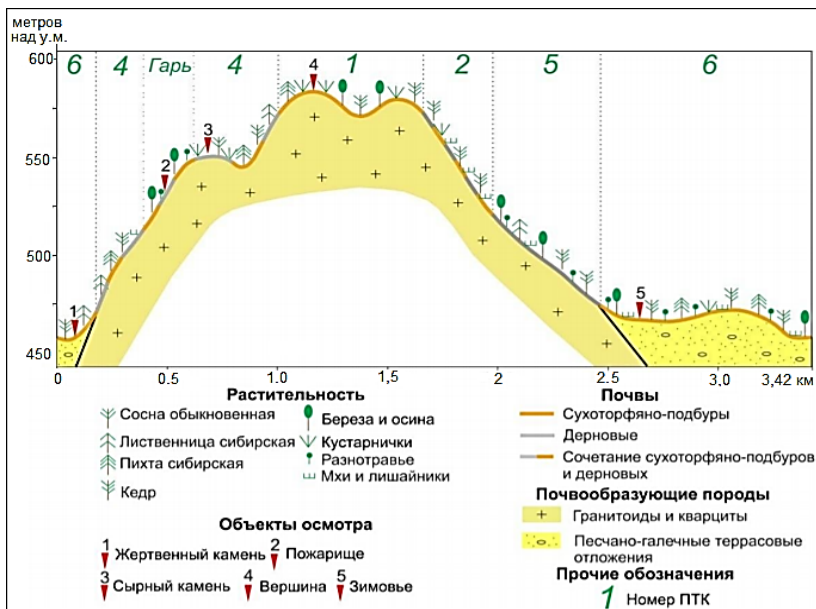 метров
над у.м.
6 4 Гарь 4 1 2 5 6
600
550
500
450
1 2 3 4 5
0 0.5 1.0 1,5 2 2.5 3,0 3,42 км
Растительность
Сосна обыкновенная
Лиственница сибирская
Пихта сибирская
Кедр
Береза и осина
Кустарнички
Разнотравье
Мхи и лишайники
Объекты осмотра
1 Жертвенный камень 2 Пожарище
3 Сырный камень 4 Вершина 5 Зимовье
Почвы
Сухоторфяно-подбуры
Дерновые
Сочетание сухоторфяно-подбуров
и дерновых
Почвообразующие породы
Гранитоиды и кварциты
Песчано-галечные террасовые
отложения
Прочие обозначения
1 Номер ПТК